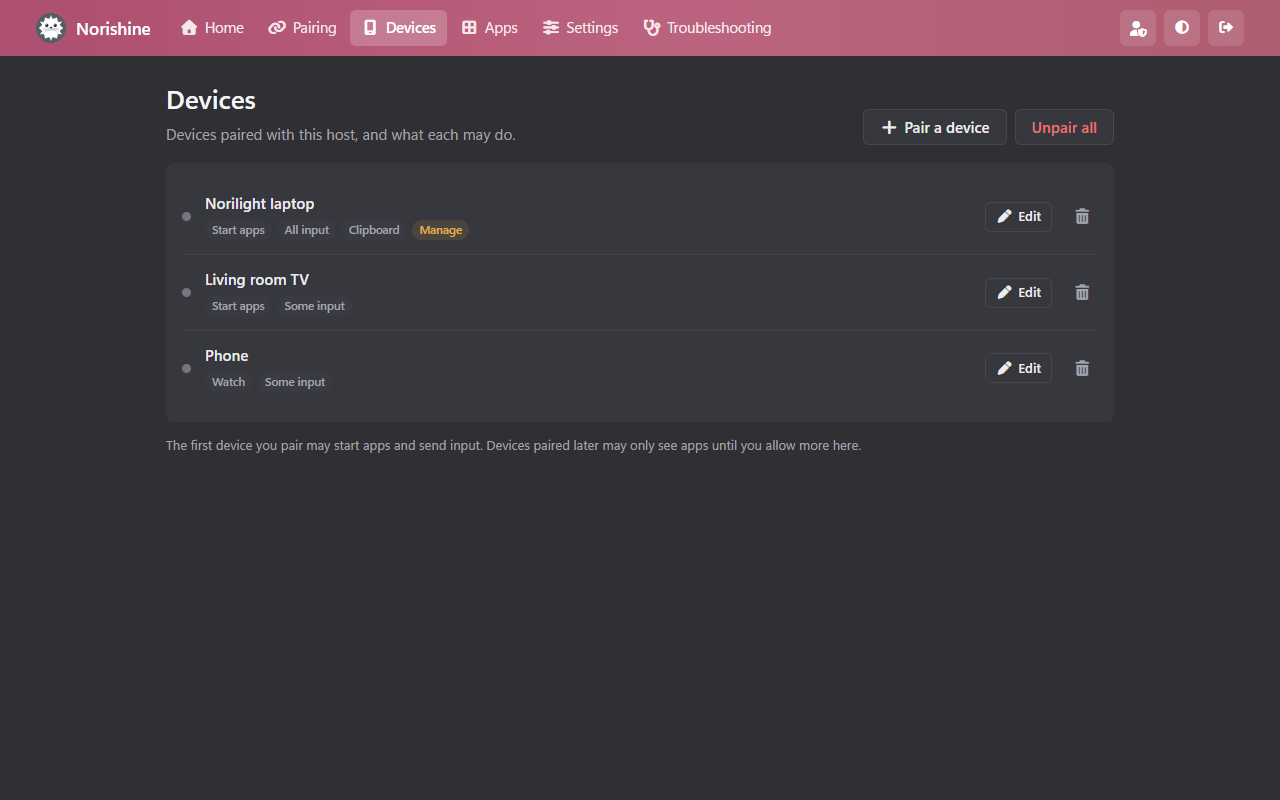 Norishine Home Pairing Devices Apps Settings Troubleshooting
Devices
Devices paired with this host, and what each may do.
Pair a device Unpair all
Norilight laptop
Start apps All input Clipboard Manage
Edit
Living room TV
Start apps Some input
Edit
Phone
Watch Some input
Edit
The first device you pair may start apps and send input. Devices paired later may only see apps until you allow more here.